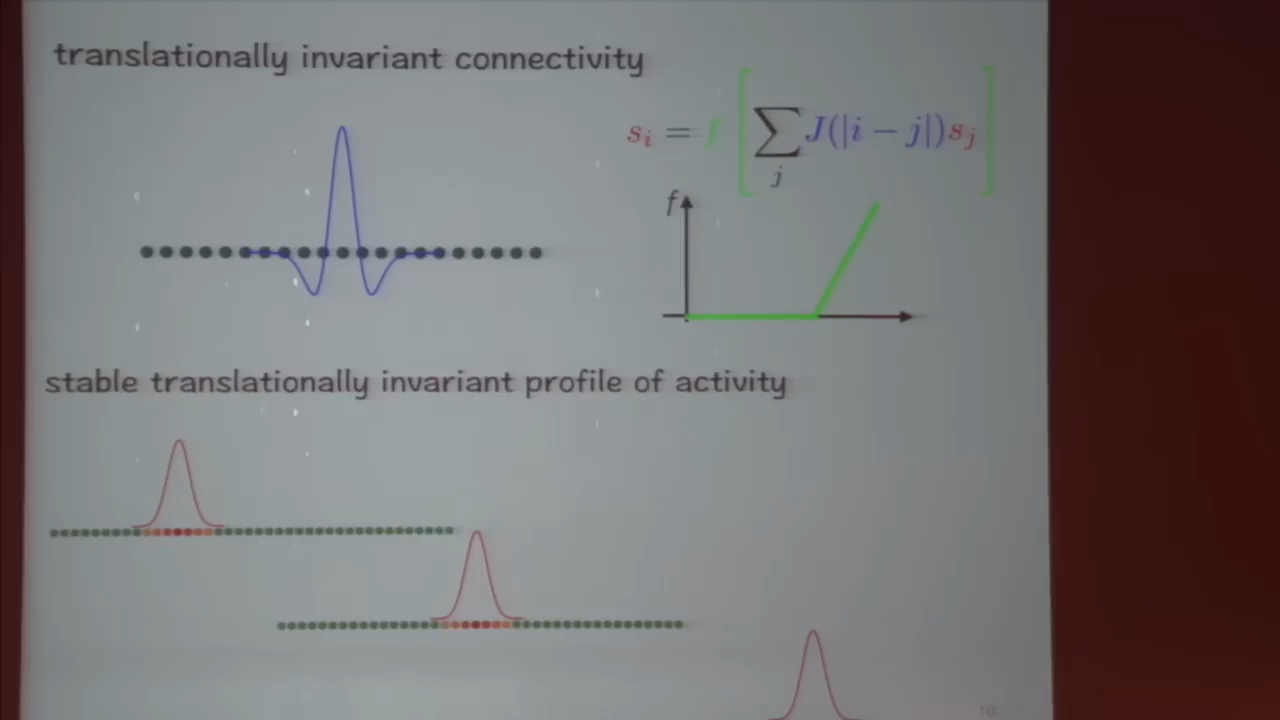 translationally invariant connectivity
s_i = f [ ∑_j J(|i − j|)s_j ]
f
stable translationally invariant profile of activity